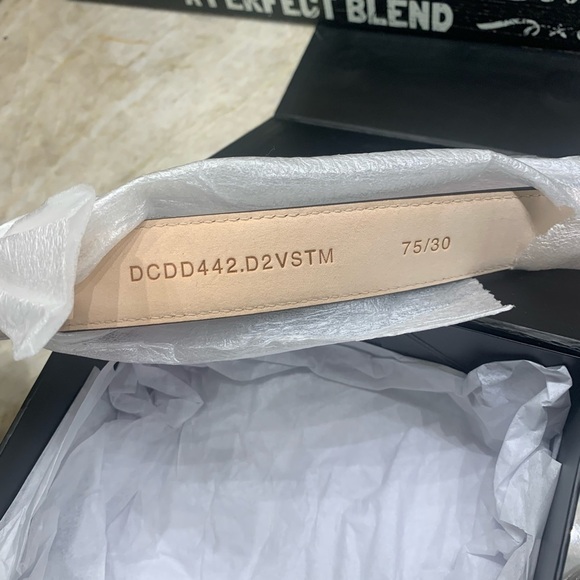 A PERFECT BLEND
DCDD442.D2VSTM 75/30